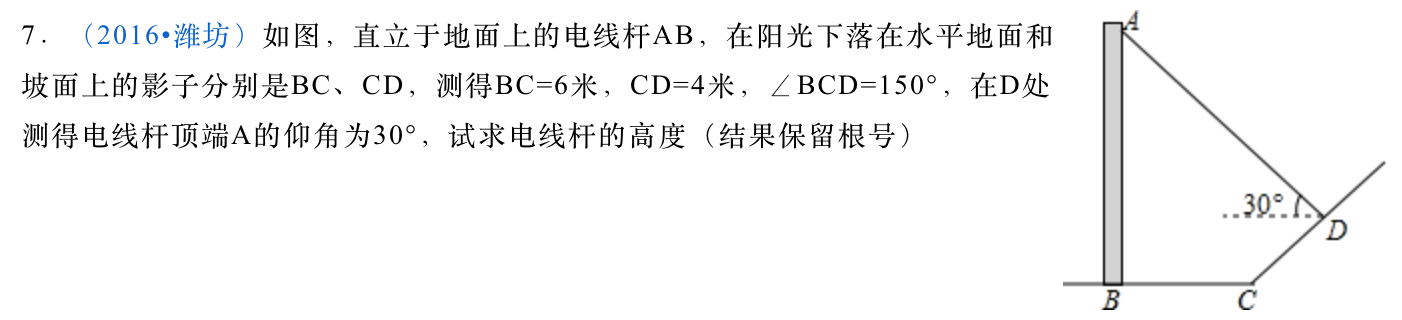 7. （2016•潍坊）如图，直立于地面上的电线杆AB，在阳光下落在水平地面和
坡面上的影子分别是BC、CD，测得BC=6米，CD=4米，∠BCD=150°，在D处
测得电线杆顶端A的仰角为30°，试求电线杆的高度（结果保留根号）
A
30°
D
B
C